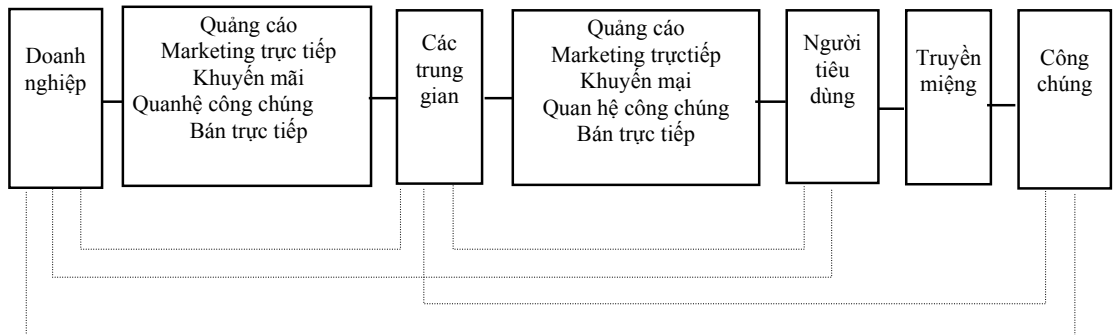 Doanh
nghiệp
Quảng cáo
Marketing trực tiếp
Khuyến mãi
Quanhệ công chúng
Bán trực tiếp
Các
trung
gian
Quảng cáo
Marketing trựctiếp
Khuyến mại
Quan hệ công chúng
Bán trực tiếp
Người
tiêu
dùng
Truyền
miệng
Công
chúng